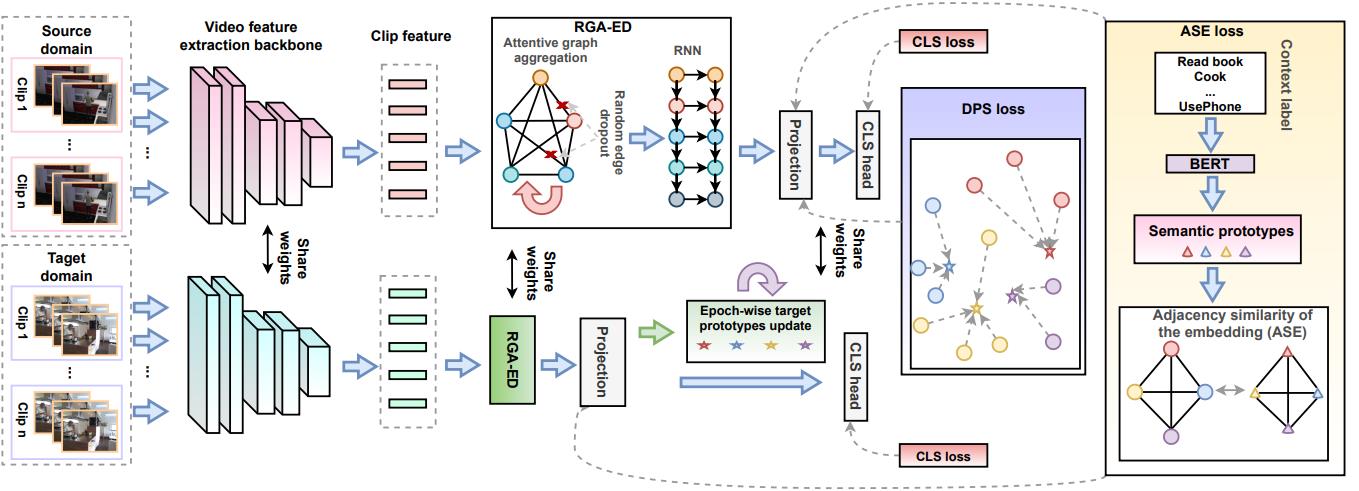 Source
domain
Clip 1
...
Clip n
Video feature
extraction backbone
...
Clip feature
RGA-ED
Attentive graph
aggregation
Random edge
dropout
RNN
Projection
CLS head
CLS loss
DPS loss
ASE loss
Context label
Read book
Cook
...
UsePhone
BERT
Semantic prototypes
Adjacency similarity of
the embedding (ASE)
Share
weights
Share
weights
Share
weights
Taget
domain
Clip 1
...
Clip n
...
RGA-ED
Projection
Epoch-wise target
prototypes update
CLS head
CLS loss